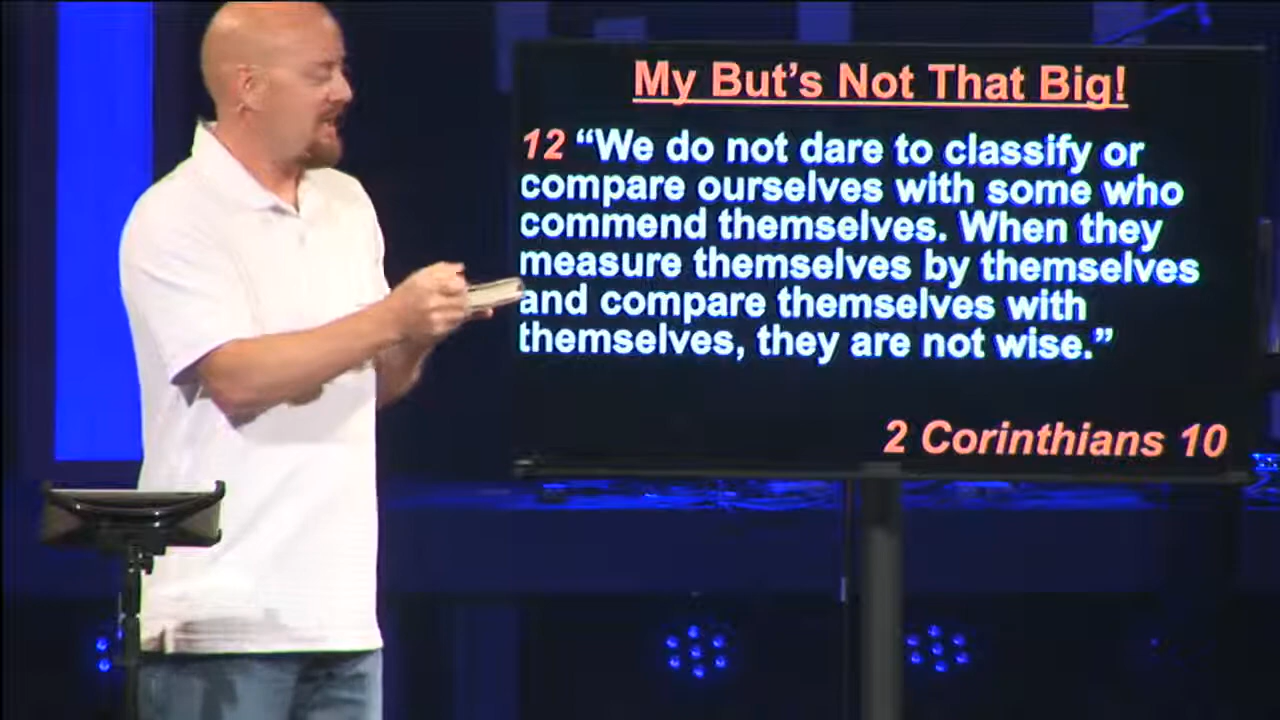 My But’s Not That Big!
12 “We do not dare to classify or
compare ourselves with some who
commend themselves. When they
measure themselves by themselves
and compare themselves with
themselves, they are not wise.”
2 Corinthians 10